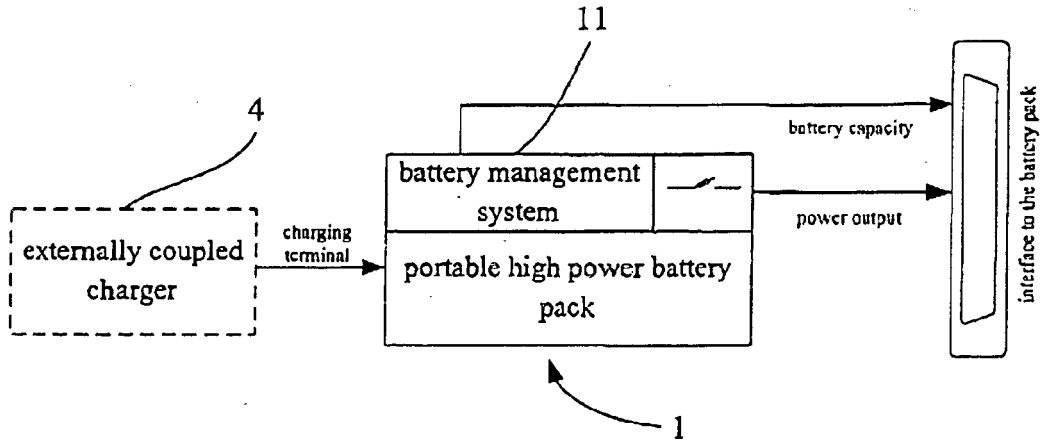 11
4
battery capacity
battery management
system
power output
externally coupled
charger
charging
terminal
portable high power battery
pack
interface to the battery pack
1